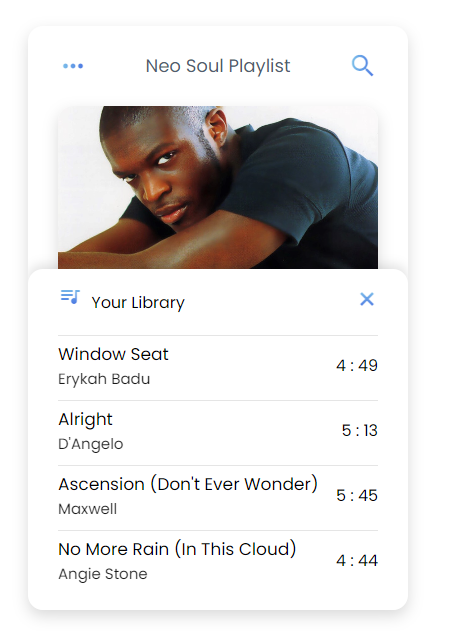 Neo Soul Playlist
Your Library
Window Seat
4 : 49
Erykah Badu
Alright
5 : 13
D'Angelo
Ascension (Don't Ever Wonder)
5 : 45
Maxwell
No More Rain (In This Cloud)
4 : 44
Angie Stone